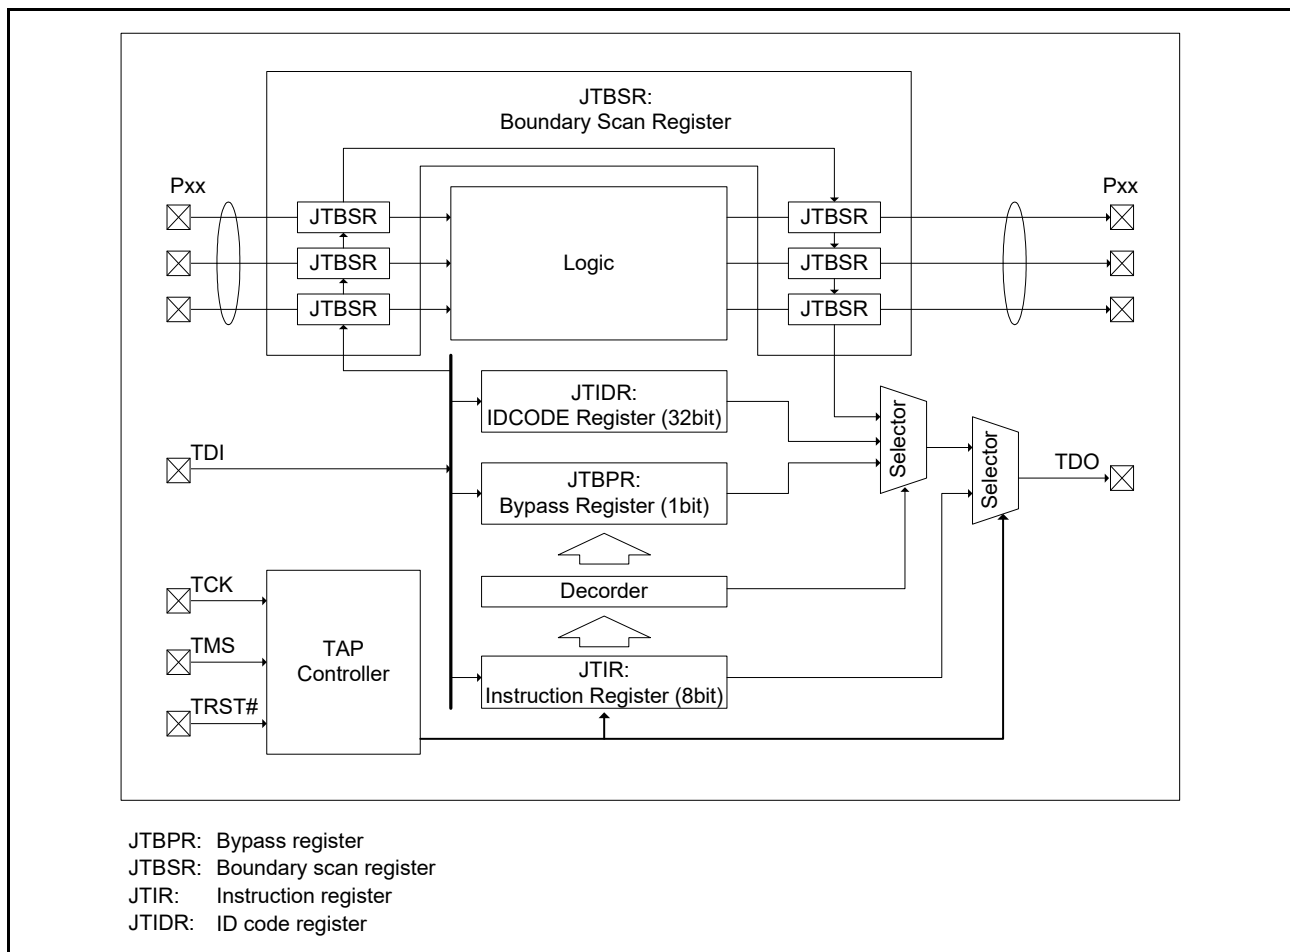 JTBSR:
Boundary Scan Register
Pxx
Pxx
JTBSR
JTBSR
JTBSR
JTBSR
Logic
JTBSR
JTBSR
JTIDR:
IDCODE Register (32bit)
Selector
Selector
TDI
TDO
JTBPR:
Bypass Register (1bit)
TCK
Decorder
TMS
TAP
Controller
JTIR:
Instruction Register (8bit)
TRST#
JTBPR: Bypass register
JTBSR: Boundary scan register
JTIR: Instruction register
JTIDR: ID code register